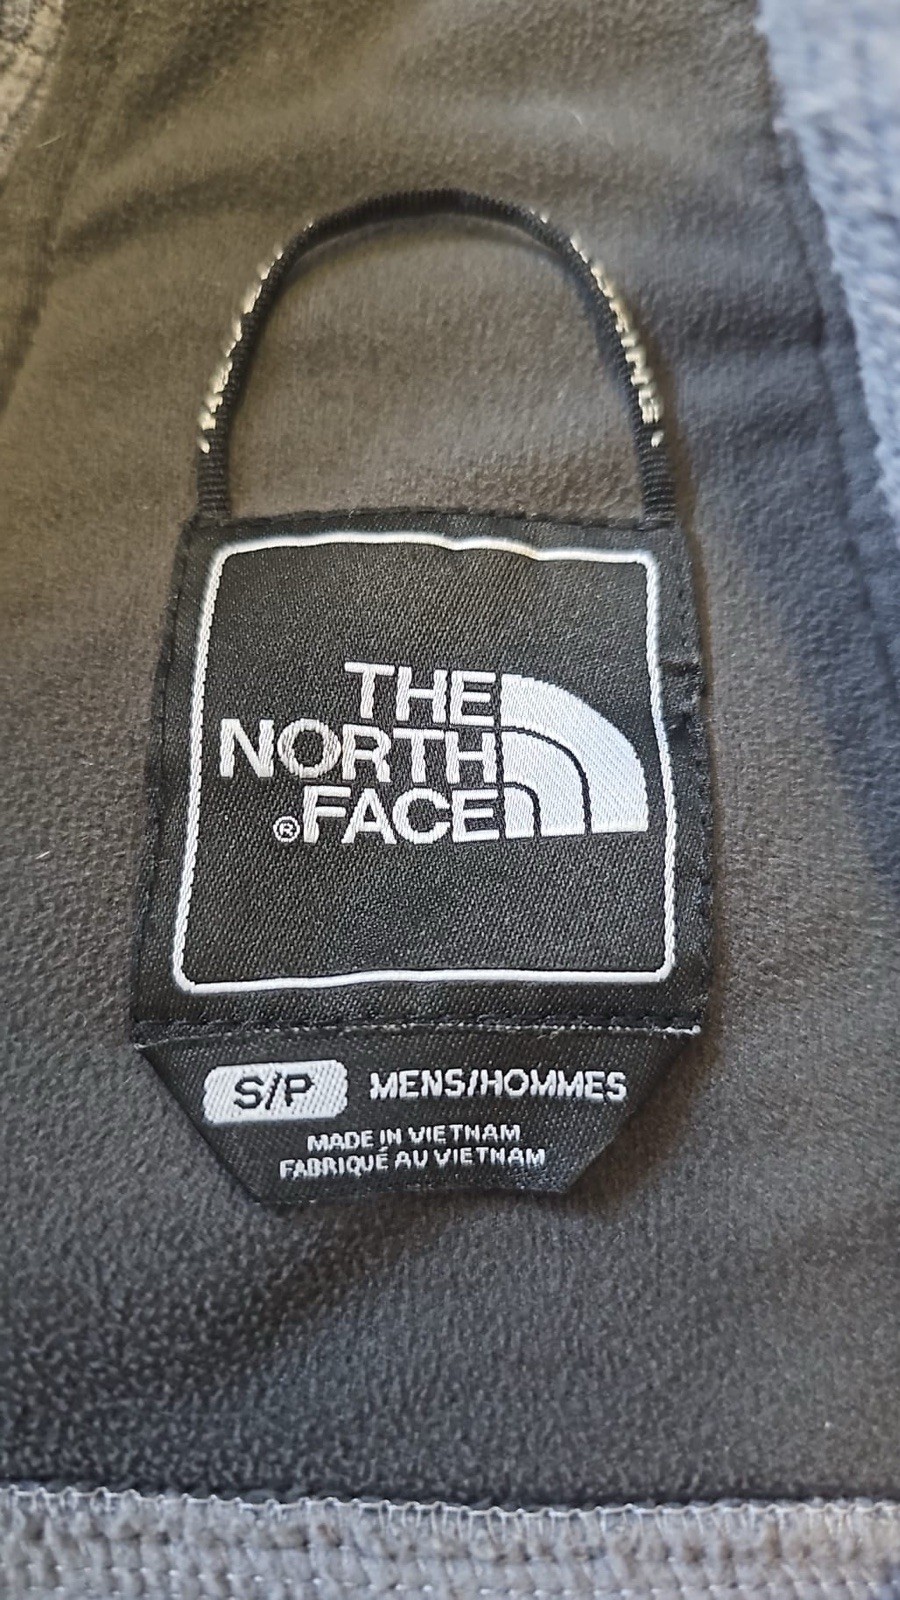 THE
NORTH
®FACE
S/P MENS/HOMMES
MADE IN VIETNAM
FABRIQUÉ AU VIETNAM